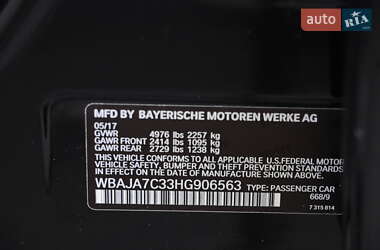 auto RIA
MFD BY BAYERISCHE MOTOREN WERKE AG
05/17
GVWR 4976 lbs 2257 kg
GAWR FRONT 2414 lbs 1095 kg
GAWR REAR 2729 lbs 1238 kg
THIS VEHICLE CONFORMS TO ALL APPLICABLE U.S.FEDERAL MOTOR
VEHICLE SAFETY, BUMPER, AND THEFT PREVENTION STANDARDS
IN EFFECT ON THE DATE OF MANUFACTURE SHOWN ABOVE.
WBAJA7C33HG906563 TYPE: PASSENGER CAR
668/9
7 315 814